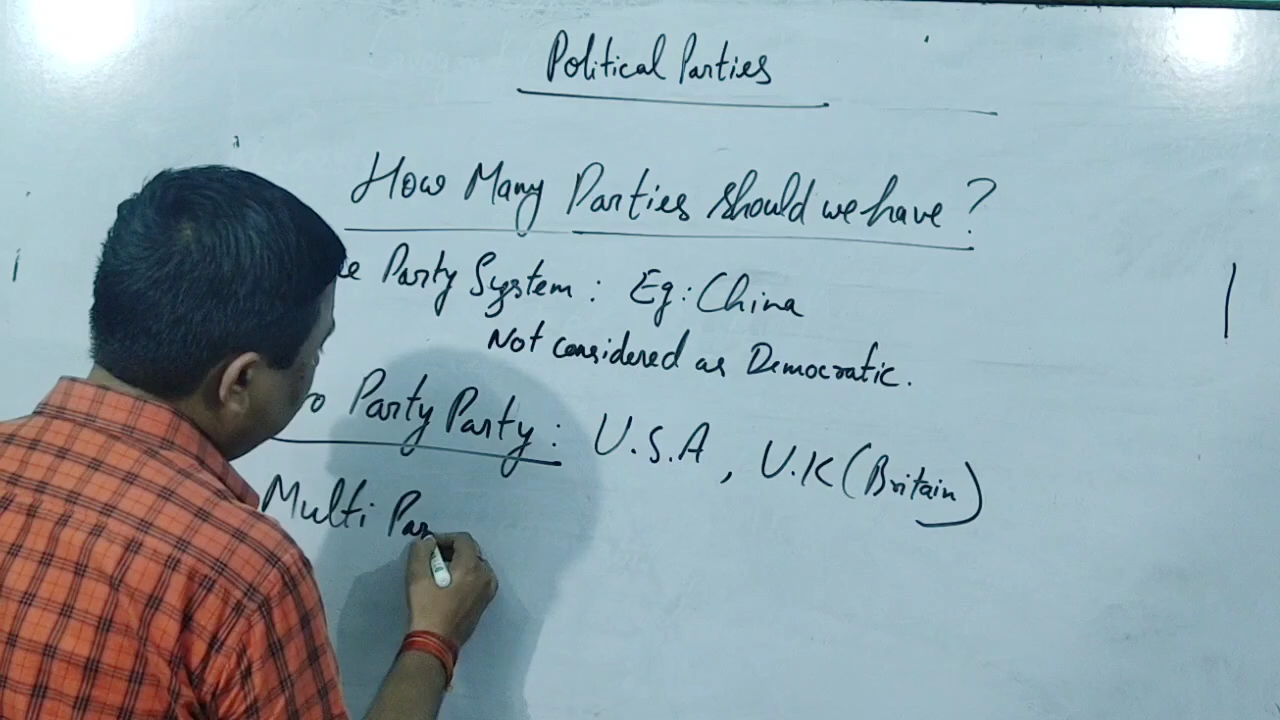 Political Parties
How Many Parties should we have?
Party System : Eg: China
Not considered as Democratic.
Party Party : U.S.A , U.K (Britain)
Multi Par